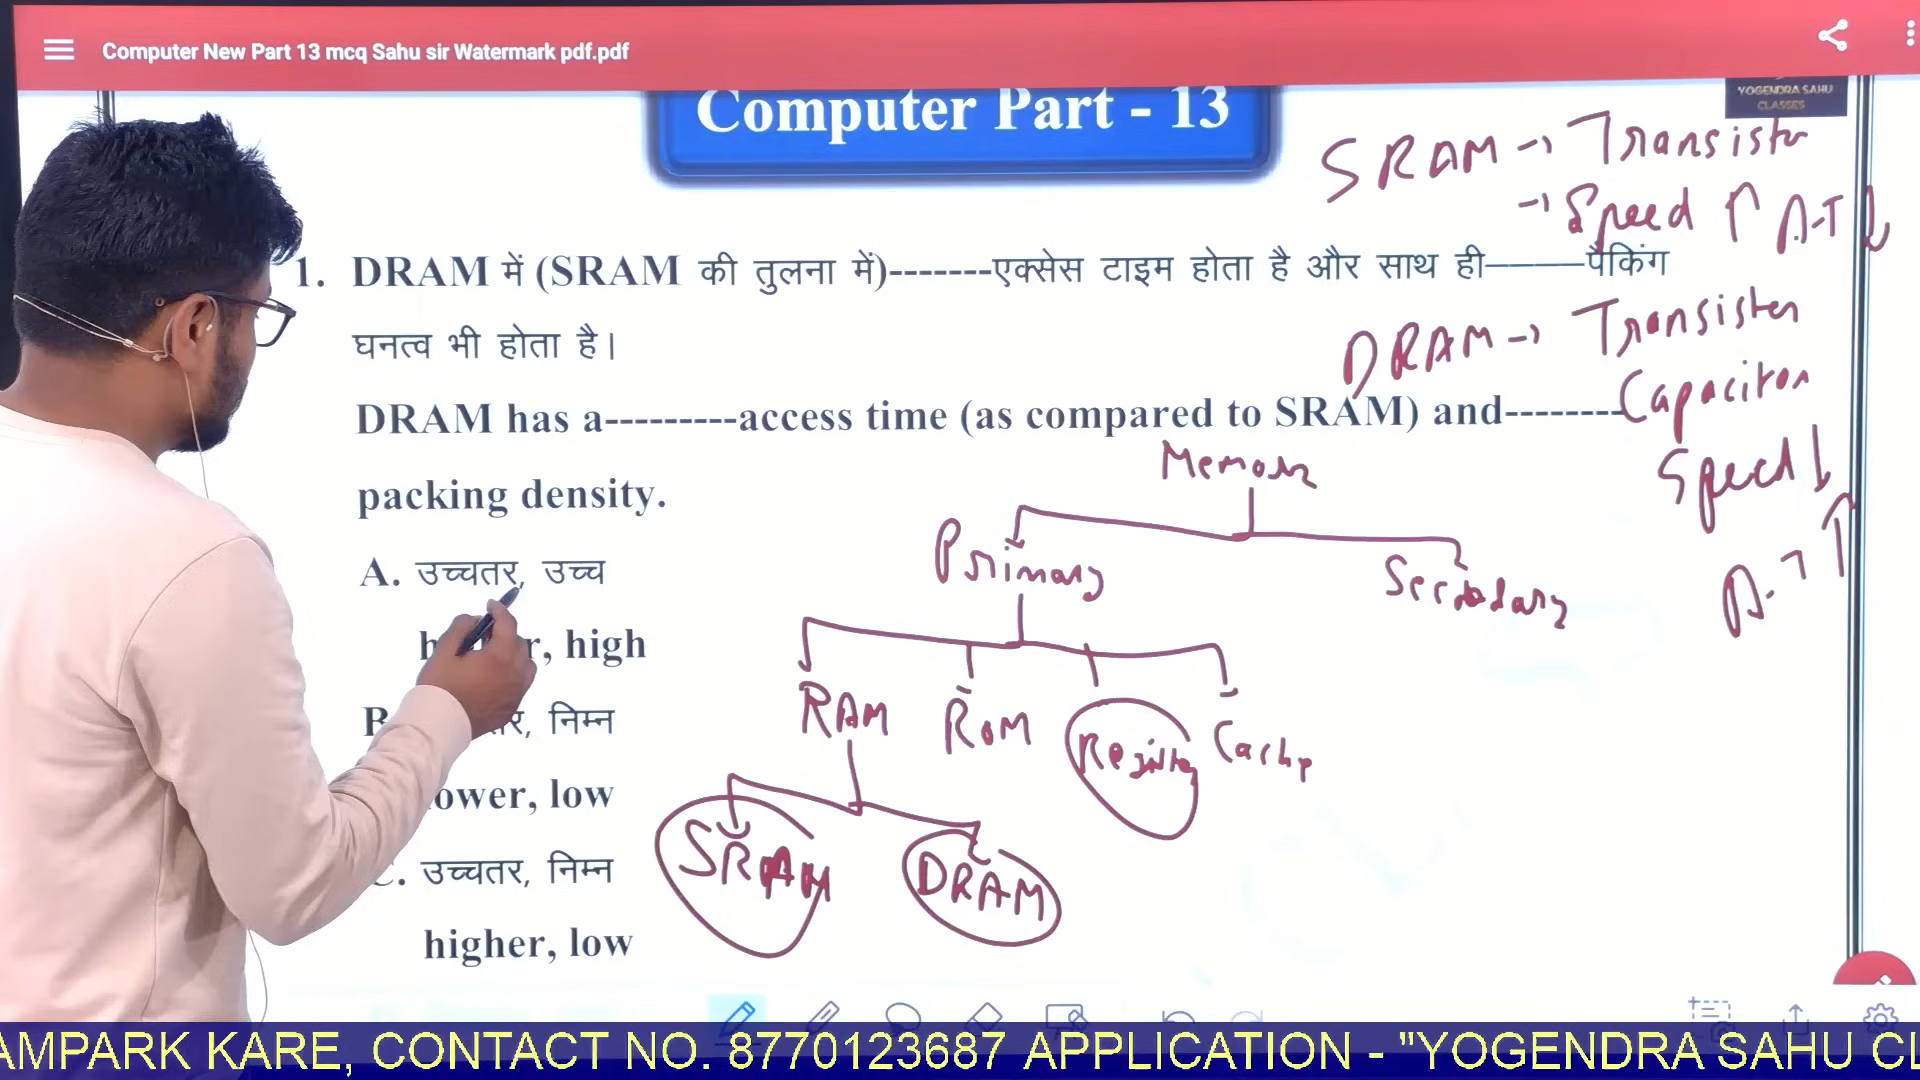 Computer New Part 13 mcq Sahu sir Watermark pdf.pdf
YOGENDRA SAHU
CLASSES
Computer Part - 13
SRAM → Transistor
→ Speed ↑ A.T ↓
1. DRAM में (SRAM की तुलना में)-------एक्सेस टाइम होता है और साथ ही————पैकिंग
घनत्व भी होता है।
DRAM → Transister
Capacitor
Speed ↓
A.T ↑
DRAM has a---------access time (as compared to SRAM) and--------
packing density.
Memory
Primary Secondary
RAM ROM Register Cache
SRAM DRAM
A. उच्चतर, उच्च
high
निम्न
low
उच्चतर, निम्न
higher, low
AMPARK KARE, CONTACT NO. 8770123687 APPLICATION - "YOGENDRA SAHU CL